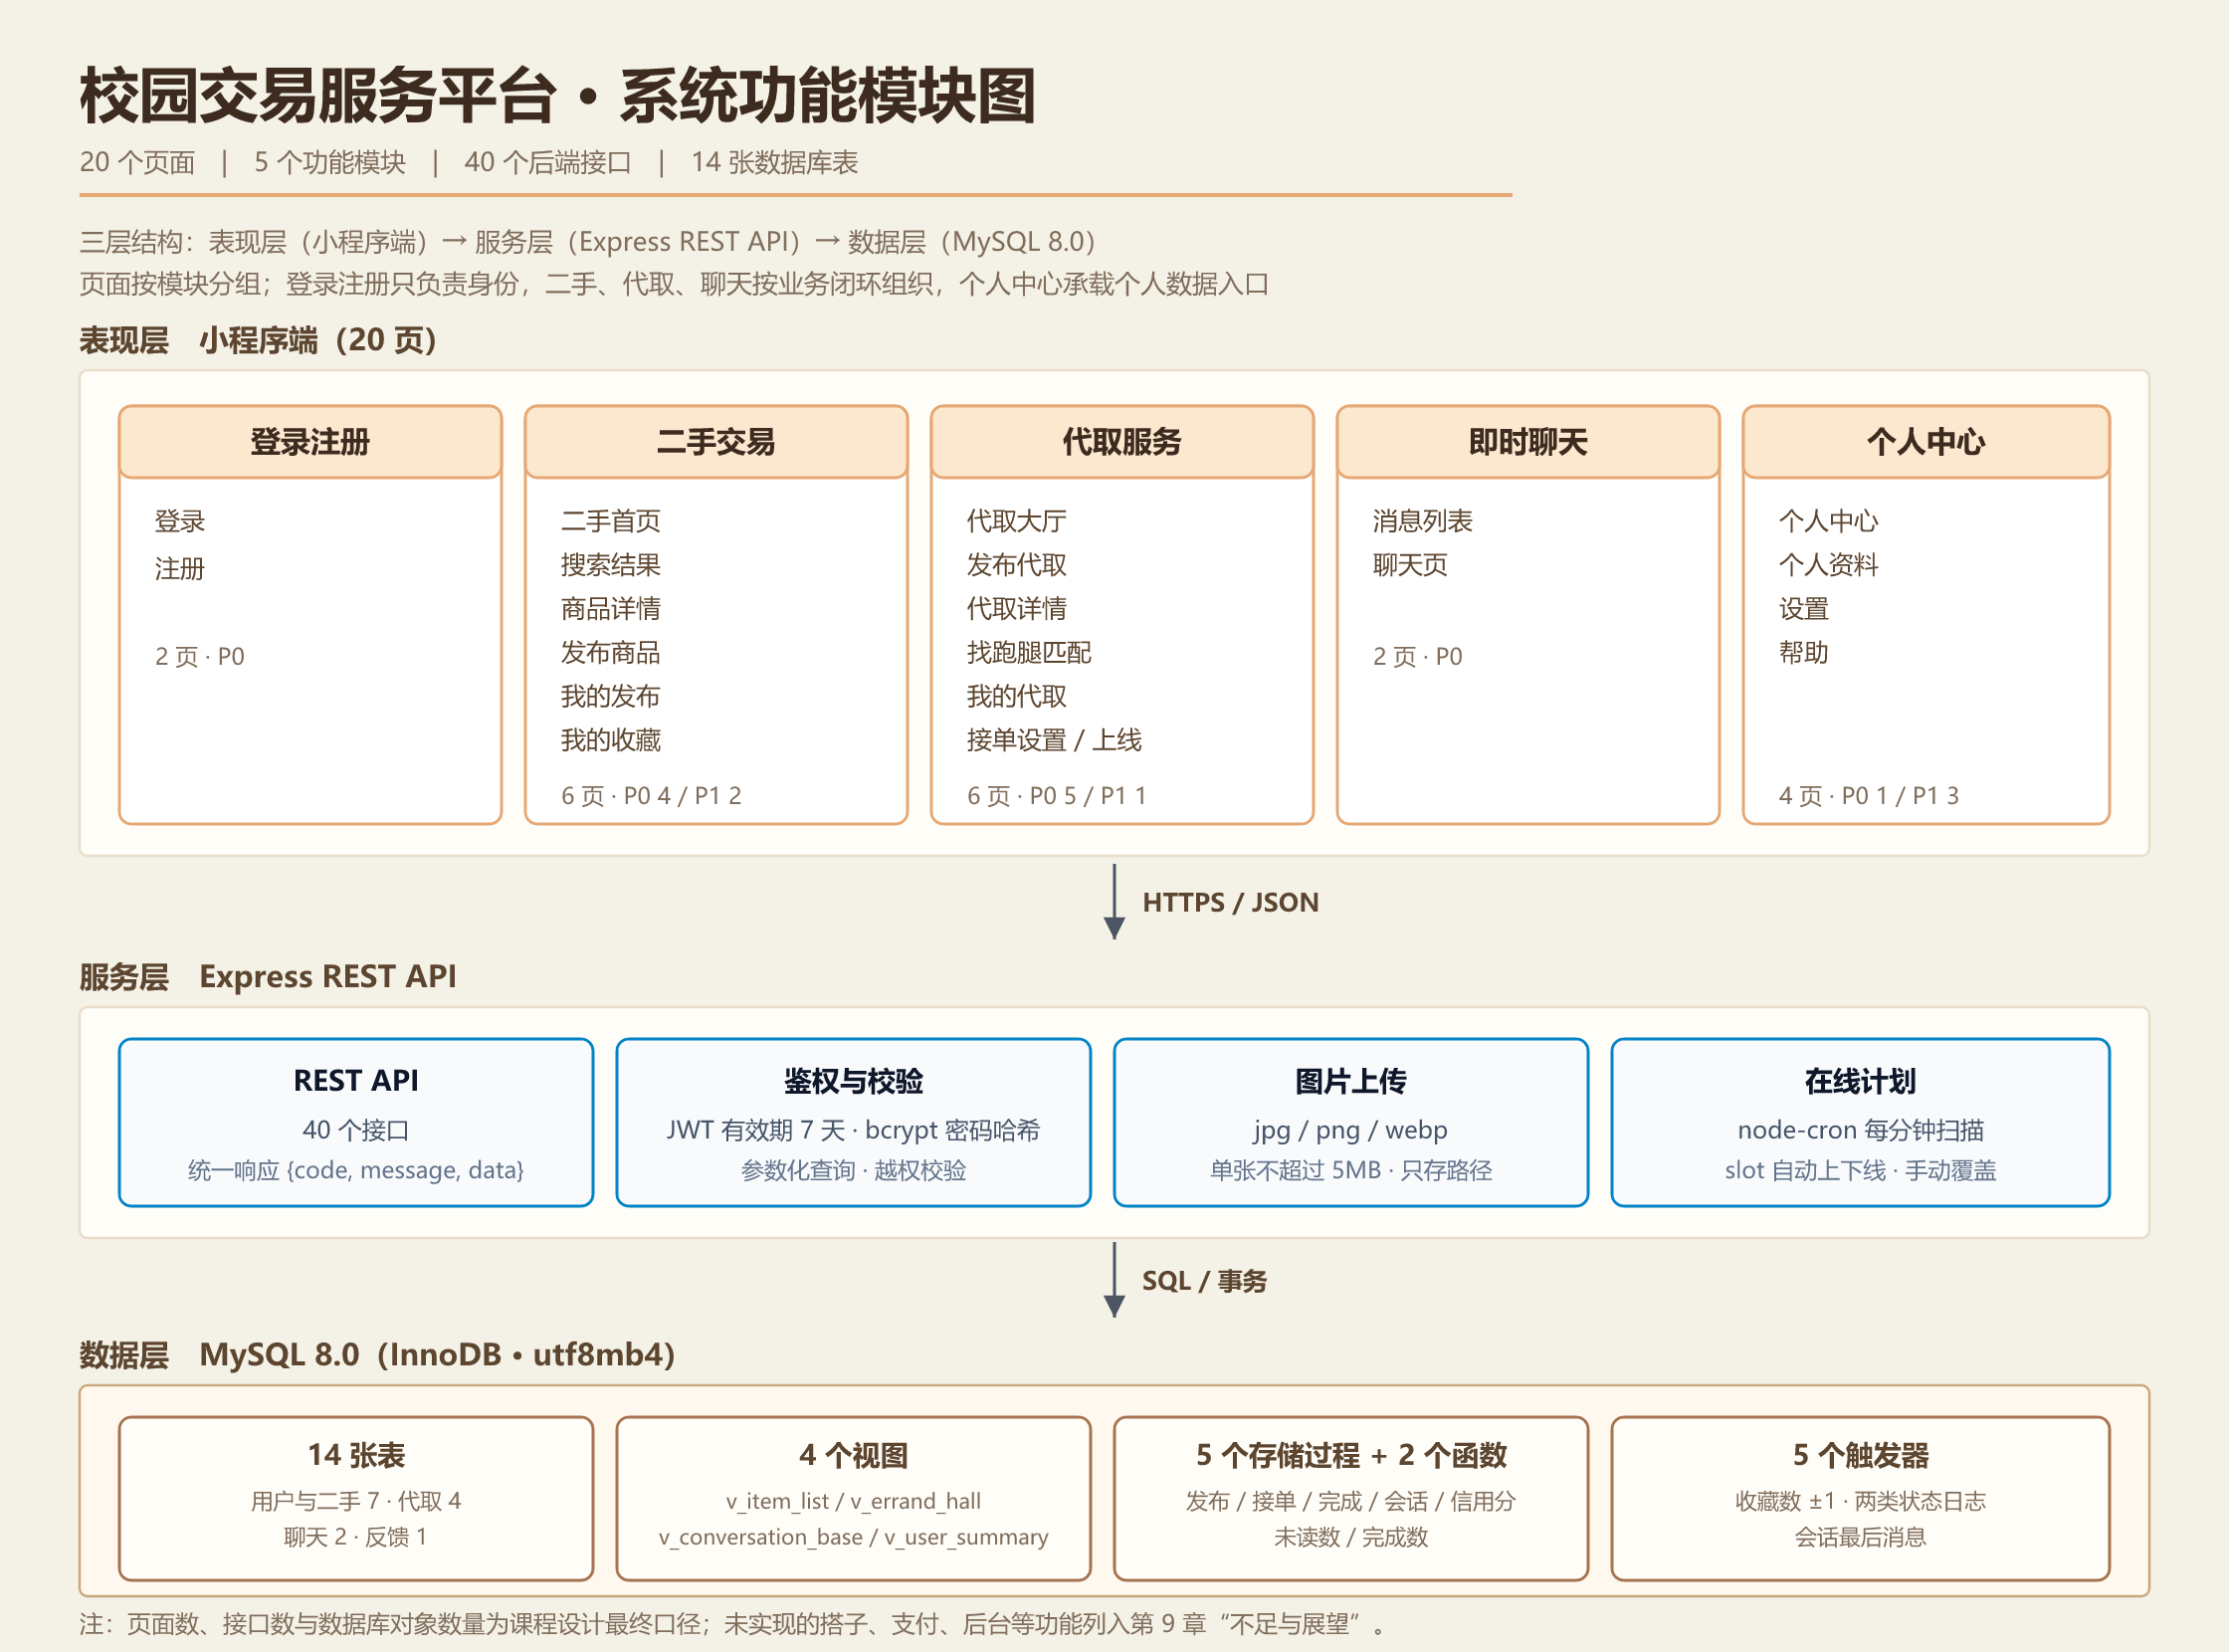 校园交易服务平台 • 系统功能模块图
20 个页面 | 5 个功能模块 | 40 个后端接口 | 14 张数据库表
三层结构：表现层（小程序端）→ 服务层（Express REST API）→ 数据层（MySQL 8.0）
页面按模块分组；登录注册只负责身份，二手、代取、聊天按业务闭环组织，个人中心承载个人数据入口
表现层 小程序端（20 页）
登录注册
登录
注册
2 页 · P0
二手交易
二手首页
搜索结果
商品详情
发布商品
我的发布
我的收藏
6 页 · P0 4 / P1 2
代取服务
代取大厅
发布代取
代取详情
找跑腿匹配
我的代取
接单设置 / 上线
6 页 · P0 5 / P1 1
即时聊天
消息列表
聊天页
2 页 · P0
个人中心
个人中心
个人资料
设置
帮助
4 页 · P0 1 / P1 3
HTTPS / JSON
服务层 Express REST API
REST API
40 个接口
统一响应 {code, message, data}
鉴权与校验
JWT 有效期 7 天 · bcrypt 密码哈希
参数化查询 · 越权校验
图片上传
jpg / png / webp
单张不超过 5MB · 只存路径
在线计划
node-cron 每分钟扫描
slot 自动上下线 · 手动覆盖
SQL / 事务
数据层 MySQL 8.0（InnoDB • utf8mb4）
14 张表
用户与二手 7 · 代取 4
聊天 2 · 反馈 1
4 个视图
v_item_list / v_errand_hall
v_conversation_base / v_user_summary
5 个存储过程 + 2 个函数
发布 / 接单 / 完成 / 会话 / 信用分
未读数 / 完成数
5 个触发器
收藏数 ±1 · 两类状态日志
会话最后消息
注：页面数、接口数与数据库对象数量为课程设计最终口径；未实现的搭子、支付、后台等功能列入第 9 章“不足与展望”。